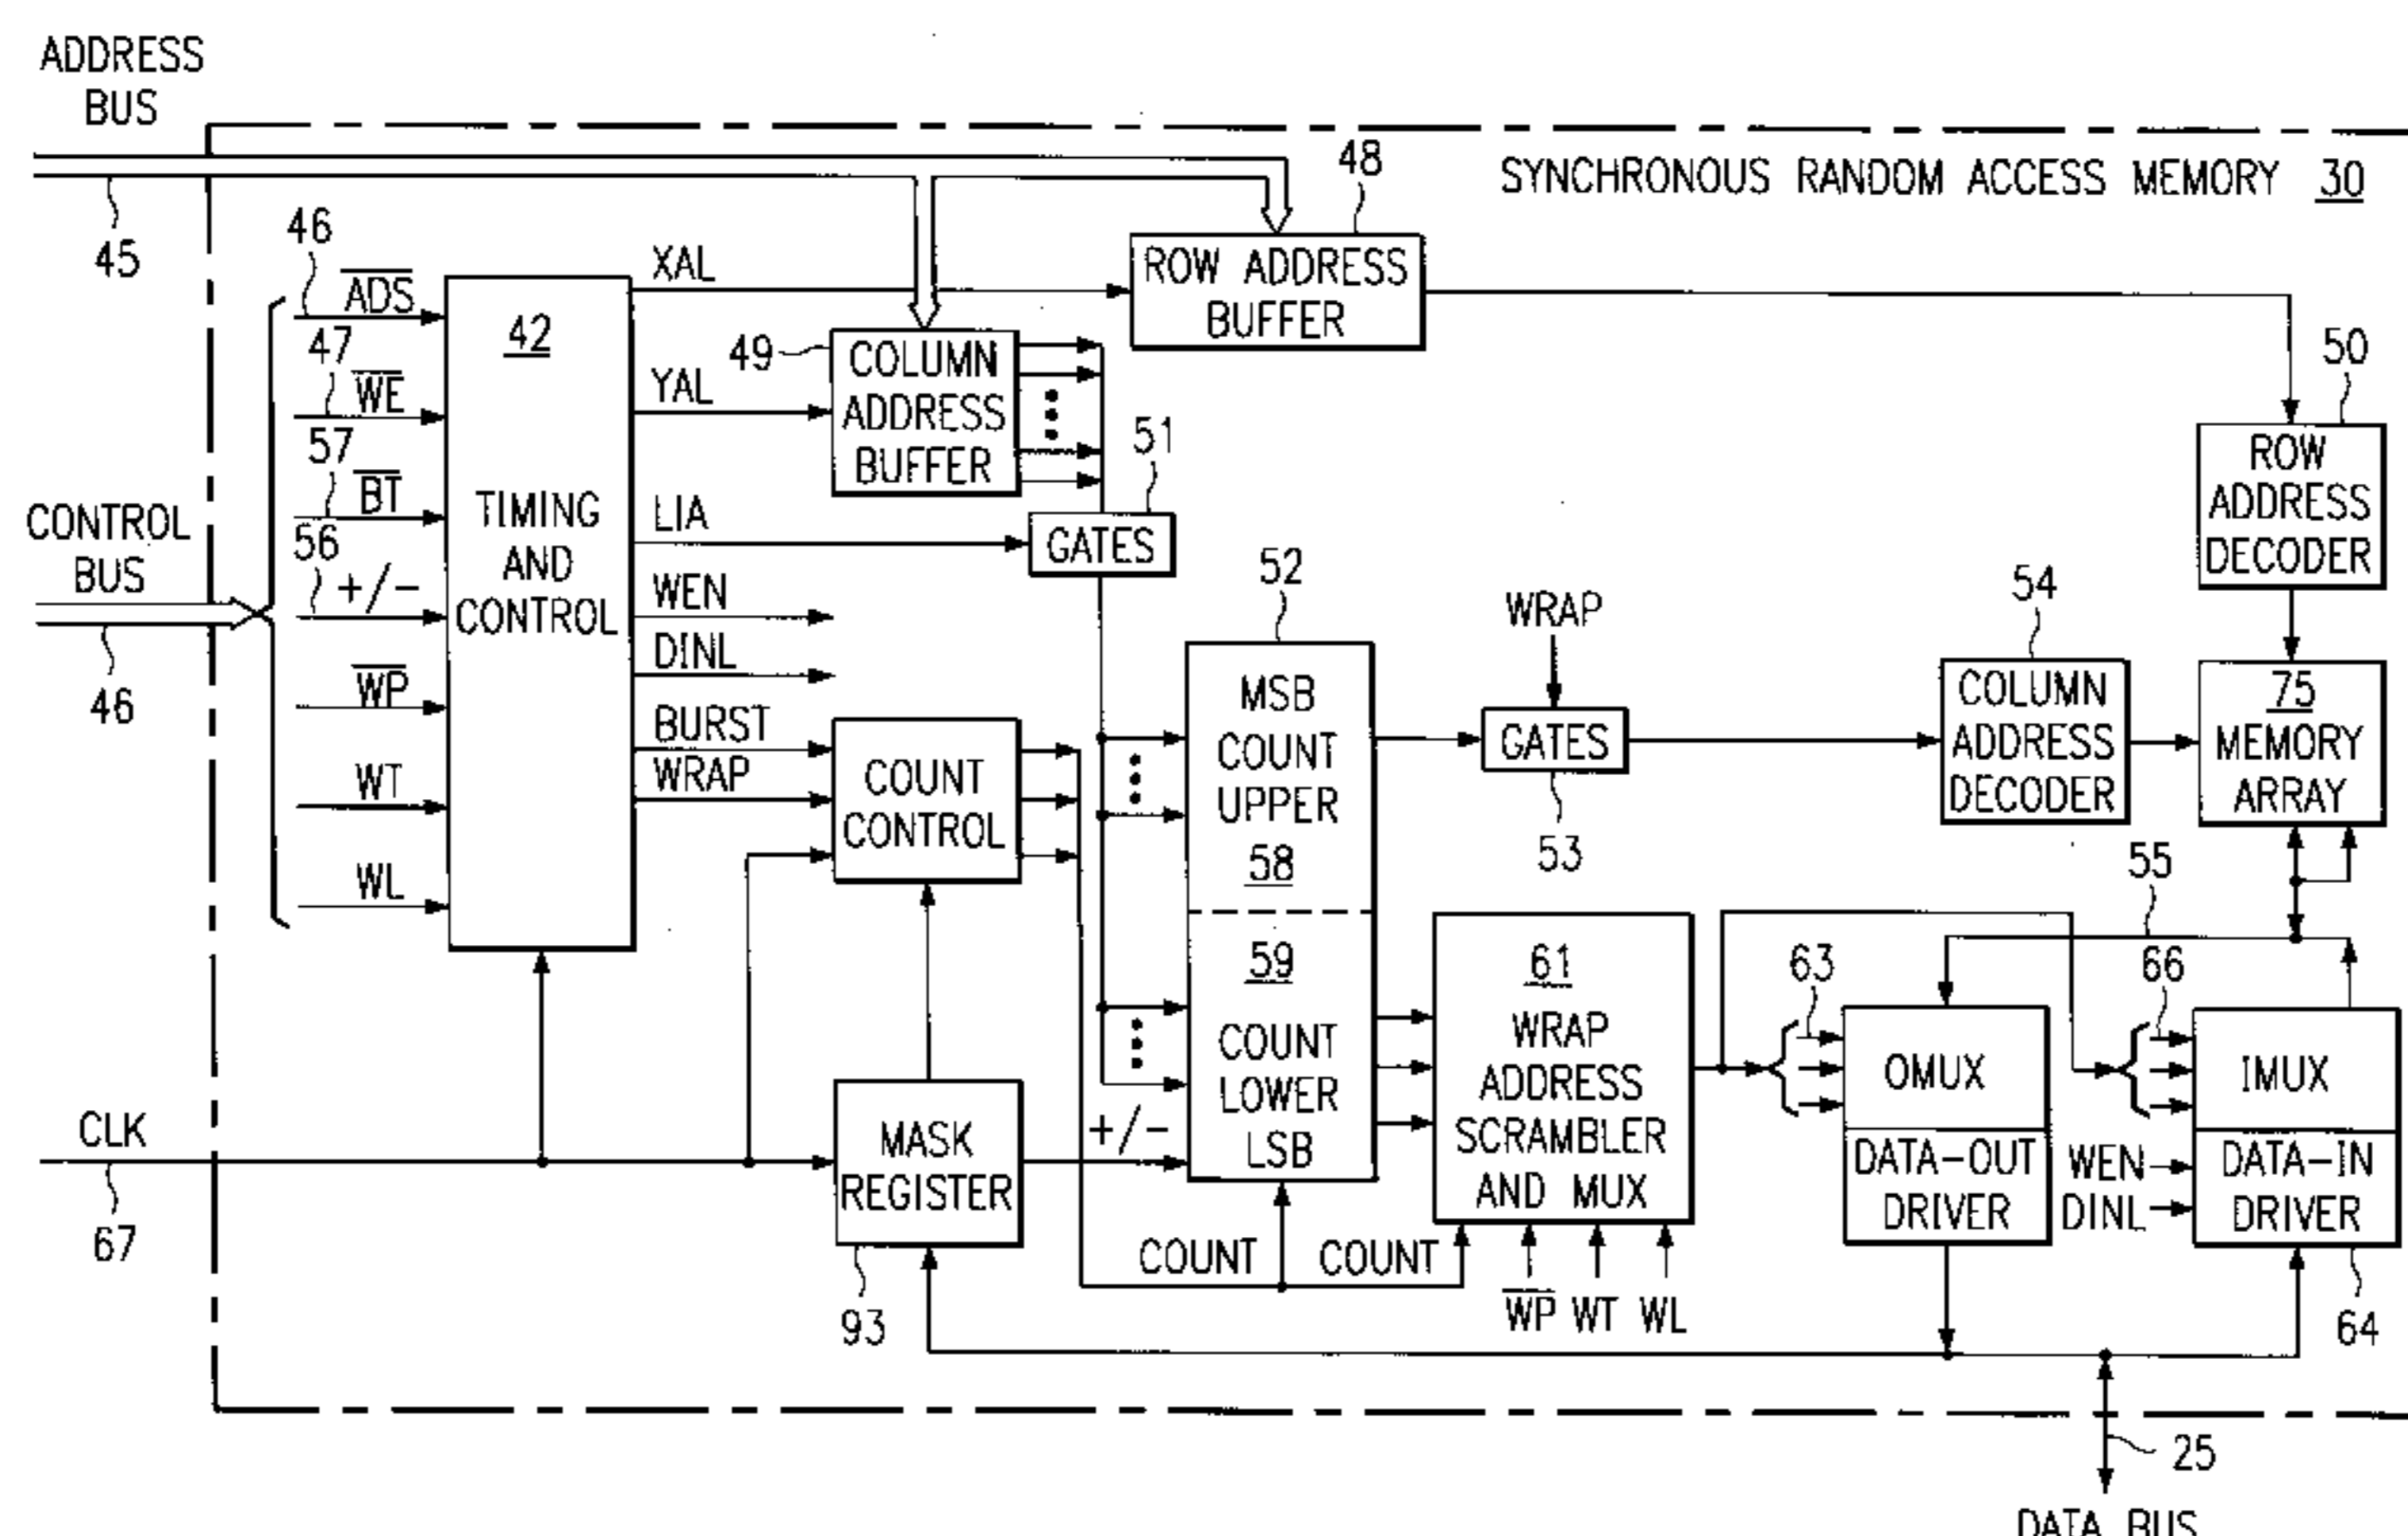 ADDRESS
BUS
SYNCHRONOUS RANDOM ACCESS MEMORY 30
45
48
ROW ADDRESS
BUFFER
46
ADS
47
WE
57
BT
56
+/-
WP
WT
WL
CONTROL
BUS
46
42
TIMING
AND
CONTROL
XAL
YAL
LIA
WEN
DINL
BURST
WRAP
49
COLUMN
ADDRESS
BUFFER
51
GATES
50
ROW
ADDRESS
DECODER
COUNT
CONTROL
52
MSB
COUNT
UPPER
58
59
COUNT
LOWER
LSB
WRAP
GATES
53
54
COLUMN
ADDRESS
DECODER
75
MEMORY
ARRAY
55
61
WRAP
ADDRESS
SCRAMBLER
AND MUX
63
OMUX
DATA-OUT
DRIVER
66
IMUX
DATA-IN
DRIVER
WEN
DINL
64
CLK
67
MASK
REGISTER
93
+/-
COUNT
COUNT
WP WT WL
25
DATA BUS